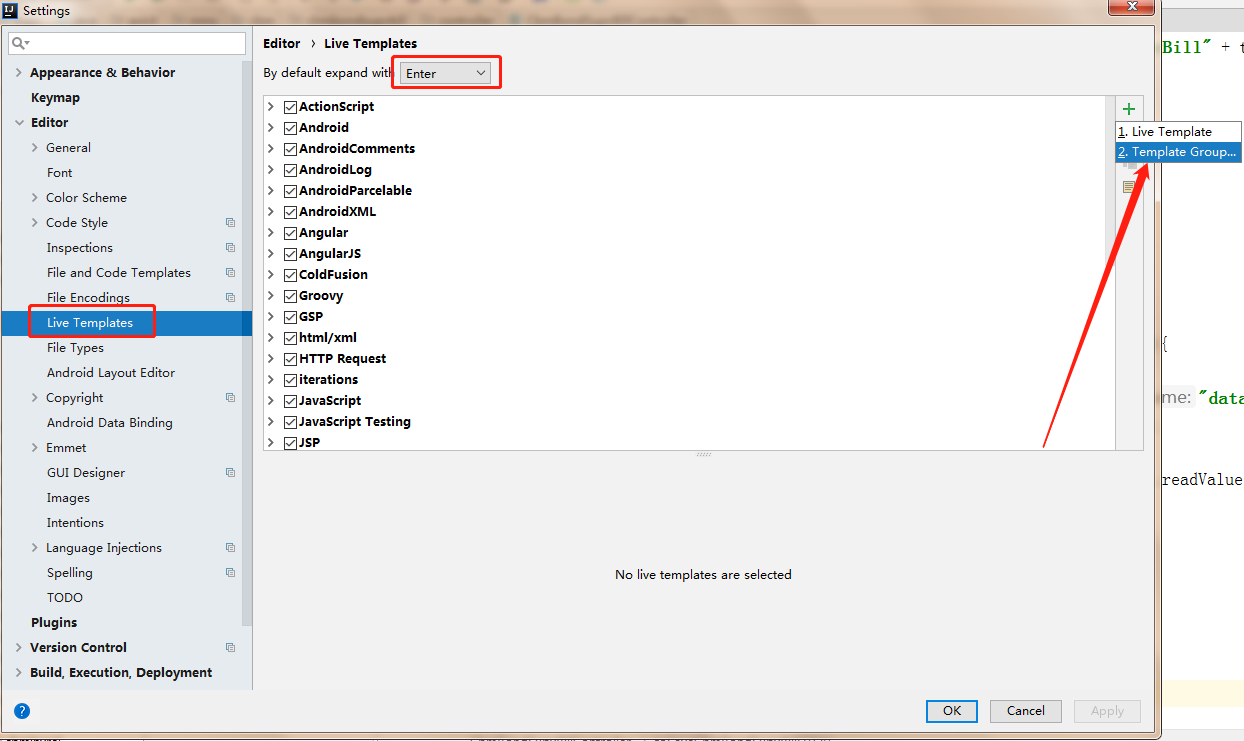 Settings
Editor › Live Templates
By default expand with Enter
Appearance & Behavior
Keymap
Editor
General
Font
Color Scheme
Code Style
Inspections
File and Code Templates
File Encodings
Live Templates
File Types
Android Layout Editor
Copyright
Android Data Binding
Emmet
GUI Designer
Images
Intentions
Language Injections
Spelling
TODO
Plugins
Version Control
Build, Execution, Deployment
ActionScript
Android
AndroidComments
AndroidLog
AndroidParcelable
AndroidXML
Angular
AngularJS
ColdFusion
Groovy
GSP
html/xml
HTTP Request
iterations
JavaScript
JavaScript Testing
JSP
1. Live Template
2. Template Group...
No live templates are selected
OK
Cancel
Apply
Bill" + t
{
me: "data
readValue